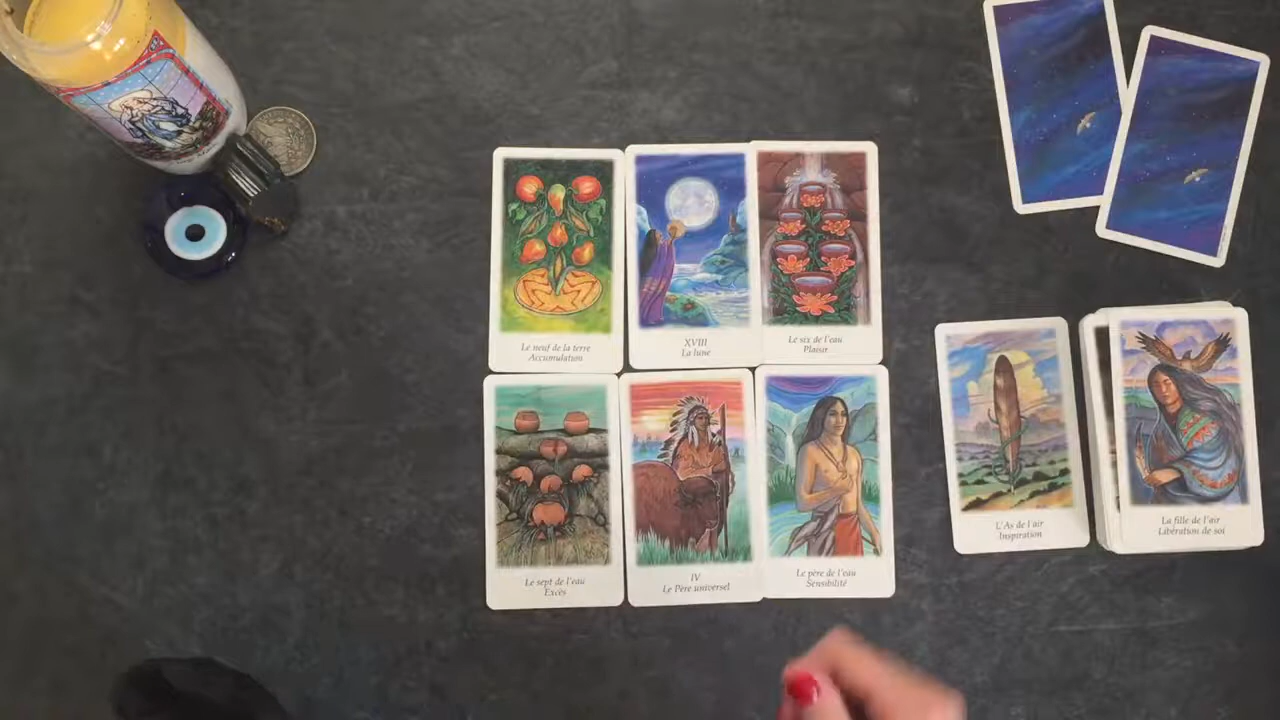 Le neuf de la terre
Accumulation
XVIII
La lune
Le six de l'eau
Plaisir
Le sept de l'eau
Excès
IV
Le Père universel
Le père de l'eau
Sensibilité
L'As de l'air
Inspiration
La fille de l'air
Libération de soi